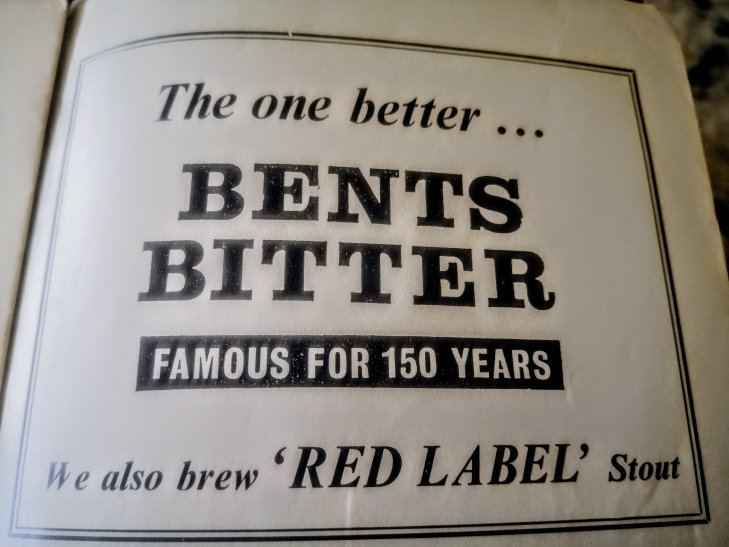 The one better ...
BENTS
BITTER
FAMOUS FOR 150 YEARS
We also brew ‘RED LABEL’ Stout